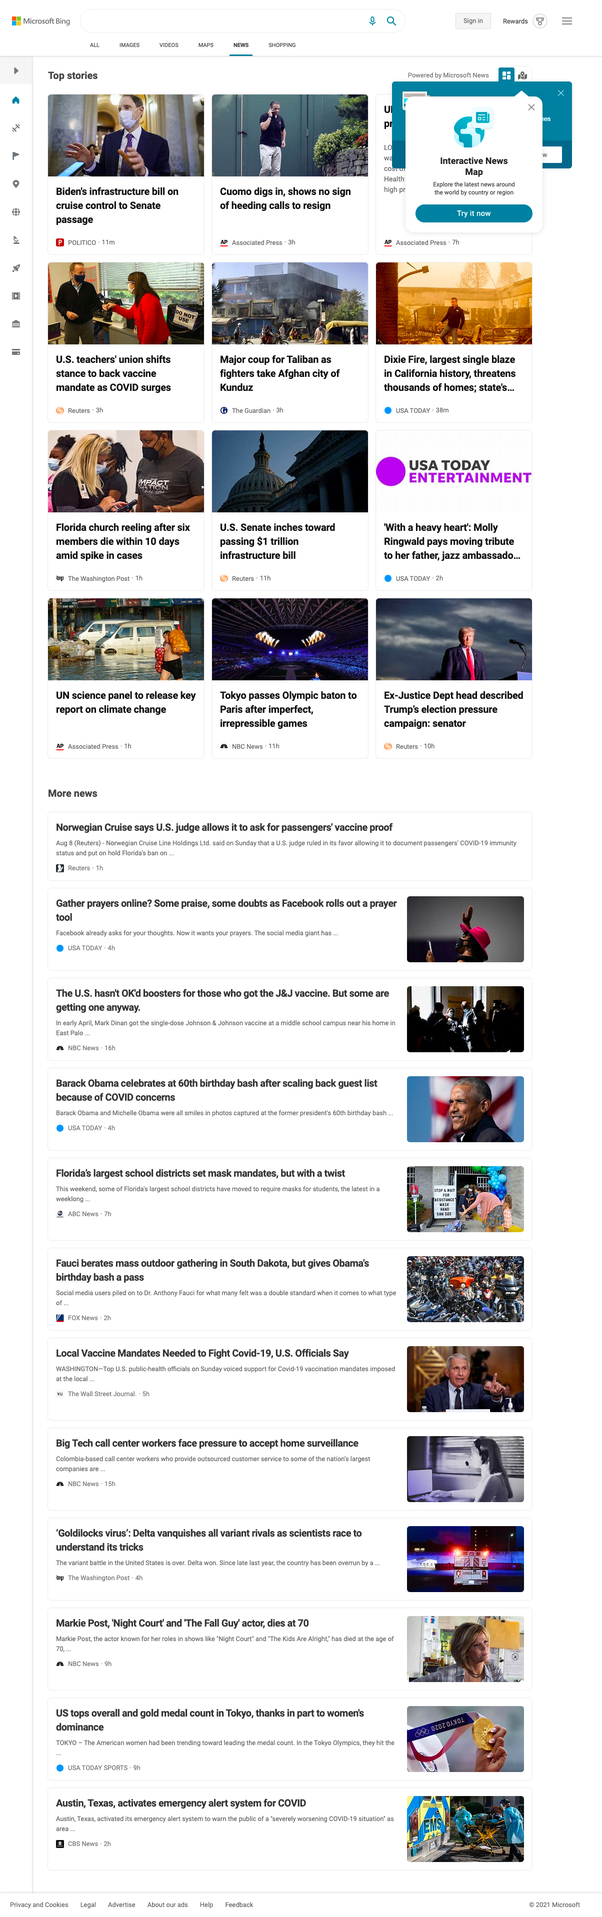 Microsoft Bing
Sign in
Rewards
ALL
IMAGES
VIDEOS
MAPS
NEWS
SHOPPING
Top stories
Powered by Microsoft News
Interactive News
Map
Explore the latest news around
the world by country or region
Try it now
Biden's infrastructure bill on
cruise control to Senate
passage
POLITICO · 11m
Cuomo digs in, shows no sign
of heeding calls to resign
AP Associated Press · 3h
AP Associated Press · 7h
DO NOT
USE
U.S. teachers' union shifts
stance to back vaccine
mandate as COVID surges
Reuters · 3h
Major coup for Taliban as
fighters take Afghan city of
Kunduz
The Guardian · 3h
Dixie Fire, largest single blaze
in California history, threatens
thousands of homes; state's...
USA TODAY · 38m
IMPACT
Florida church reeling after six
members die within 10 days
amid spike in cases
wp The Washington Post · 1h
U.S. Senate inches toward
passing $1 trillion
infrastructure bill
Reuters · 11h
USA TODAY
ENTERTAINMENT
'With a heavy heart': Molly
Ringwald pays moving tribute
to her father, jazz ambassado...
USA TODAY · 2h
UN science panel to release key
report on climate change
AP Associated Press · 1h
Tokyo passes Olympic baton to
Paris after imperfect,
irrepressible games
NBC News · 11h
Ex-Justice Dept head described
Trump's election pressure
campaign: senator
Reuters · 10h
More news
Norwegian Cruise says U.S. judge allows it to ask for passengers' vaccine proof
Aug 8 (Reuters) - Norwegian Cruise Line Holdings Ltd. said on Sunday that a U.S. judge ruled in its favor allowing it to document passengers' COVID-19 immunity
status and put on hold Florida's ban on ...
Reuters · 1h
Gather prayers online? Some praise, some doubts as Facebook rolls out a prayer
tool
Facebook already asks for your thoughts. Now it wants your prayers. The social media giant has ...
USA TODAY · 4h
The U.S. hasn't OK'd boosters for those who got the J&J vaccine. But some are
getting one anyway.
In early April, Mark Dinan got the single-dose Johnson & Johnson vaccine at a middle school campus near his home in
East Palo ...
NBC News · 16h
Barack Obama celebrates at 60th birthday bash after scaling back guest list
because of COVID concerns
Barack Obama and Michelle Obama were all smiles in photos captured at the former president's 60th birthday bash ...
USA TODAY · 4h
Florida's largest school districts set mask mandates, but with a twist
This weekend, some of Florida's largest school districts have moved to require masks for students, the latest in a
weeklong ...
ABC News · 7h
STOP & WAIT
FOR
ASSISTANCE
MASK
HAND
Fauci berates mass outdoor gathering in South Dakota, but gives Obama's
birthday bash a pass
Social media users piled on to Dr. Anthony Fauci for what many felt was a double standard when it comes to what type
of ...
FOX News · 2h
Local Vaccine Mandates Needed to Fight Covid-19, U.S. Officials Say
WASHINGTON—Top U.S. public-health officials on Sunday voiced support for Covid-19 vaccination mandates imposed
at the local ...
WSJ The Wall Street Journal. · 5h
Big Tech call center workers face pressure to accept home surveillance
Colombia-based call center workers who provide outsourced customer service to some of the nation's largest
companies are ...
NBC News · 15h
'Goldilocks virus': Delta vanquishes all variant rivals as scientists race to
understand its tricks
The variant battle in the United States is over. Delta won. Since late last year, the country has been overrun by a ...
wp The Washington Post · 4h
Markie Post, 'Night Court' and 'The Fall Guy' actor, dies at 70
Markie Post, the actor known for her roles in shows like "Night Court" and "The Kids Are Alright," has died at the age of
70, ...
NBC News · 9h
US tops overall and gold medal count in Tokyo, thanks in part to women's
dominance
TOKYO – The American women had been trending toward leading the medal count. In the Tokyo Olympics, they hit the
...
USA TODAY SPORTS · 9h
TOKYO 2020
Austin, Texas, activates emergency alert system for COVID
Austin, Texas, activated its emergency alert system to warn the public of a "severely worsening COVID-19 situation" as
area ...
CBS News · 2h
EMS
Privacy and Cookies
Legal
Advertise
About our ads
Help
Feedback
© 2021 Microsoft